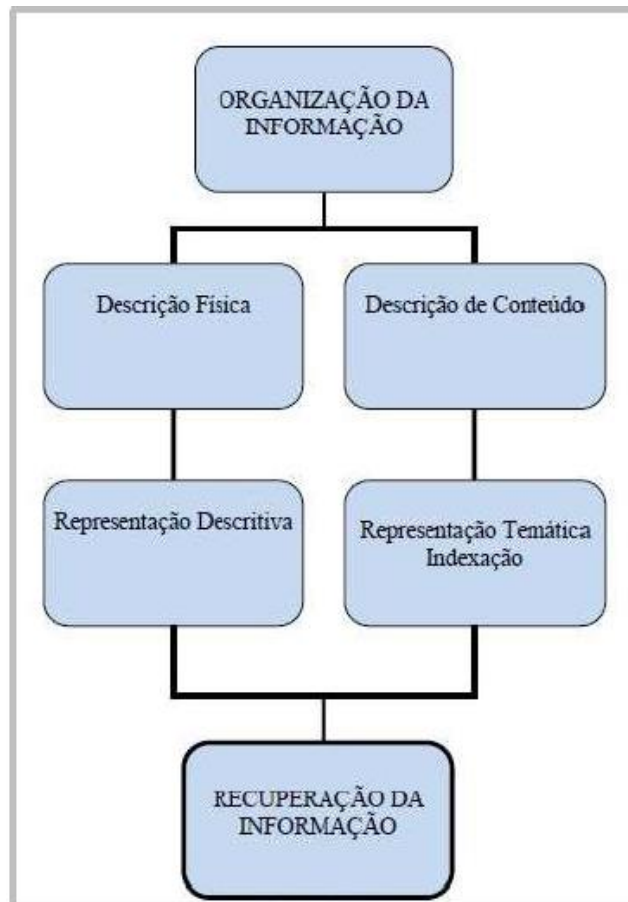 ORGANIZAÇÃO DA
INFORMAÇÃO
Descrição Física
Descrição de Conteúdo
Representação Descritiva
Representação Temática
Indexação
RECUPERAÇÃO DA
INFORMAÇÃO